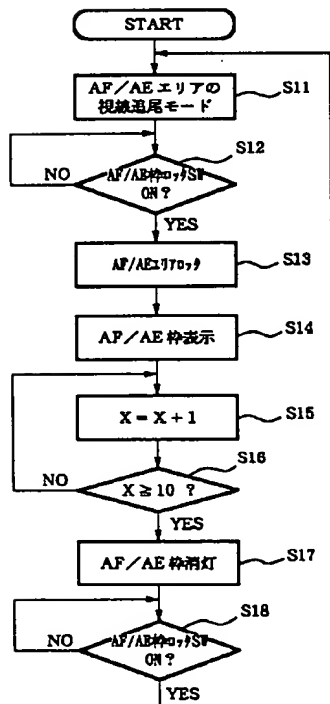 START
AF／AEエリアの
視線追尾モード
S11
AF/AE枠ロックSW
ON？
S12
NO
YES
AF/AEエリアロック
S13
AF／AE枠表示
S14
X＝X＋1
S15
X≧10？
S16
NO
YES
AF／AE枠消灯
S17
AF/AE枠ロックSW
ON？
S18
NO
YES